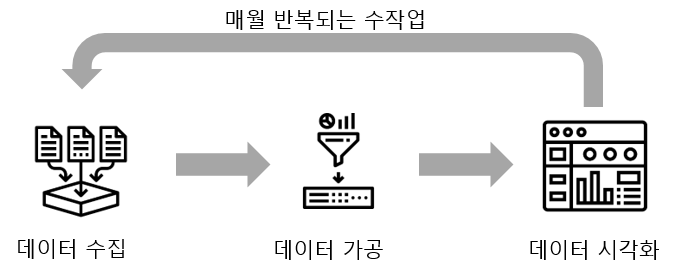 매월 반복되는 수작업
데이터 수집
데이터 가공
데이터 시각화